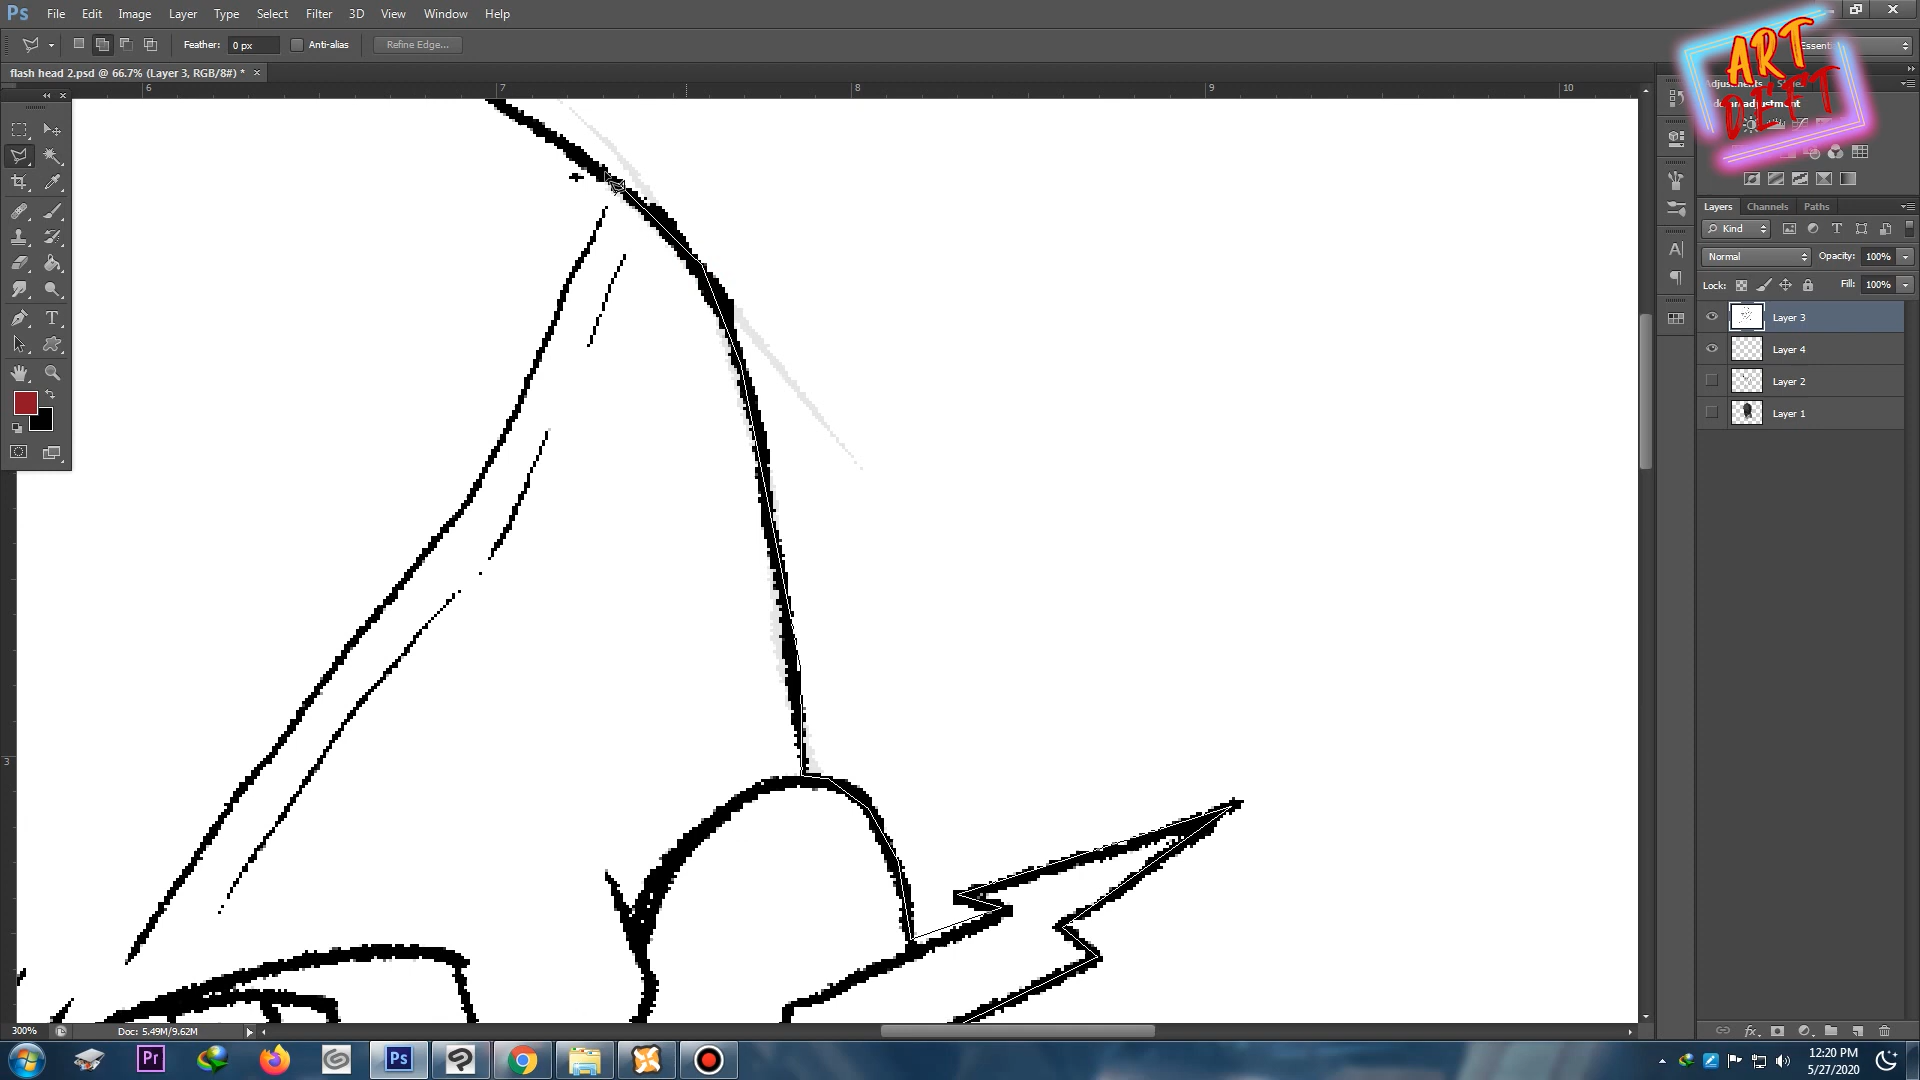 Ps File Edit Image Layer Type Select Filter 3D View Window Help
Feather: 0 px Anti-alias Refine Edge...
ART DEFT
flash head 2.psd @ 66.7% (Layer 3, RGB/8#) *
6 7 8 9 10
Layers Channels Paths
Kind
Normal Opacity: 100%
Lock: Fill: 100%
Layer 3
Layer 4
Layer 2
Layer 1
3
300% Doc: 5.49M/9.62M
Pr Ps
12:20 PM
5/27/2020